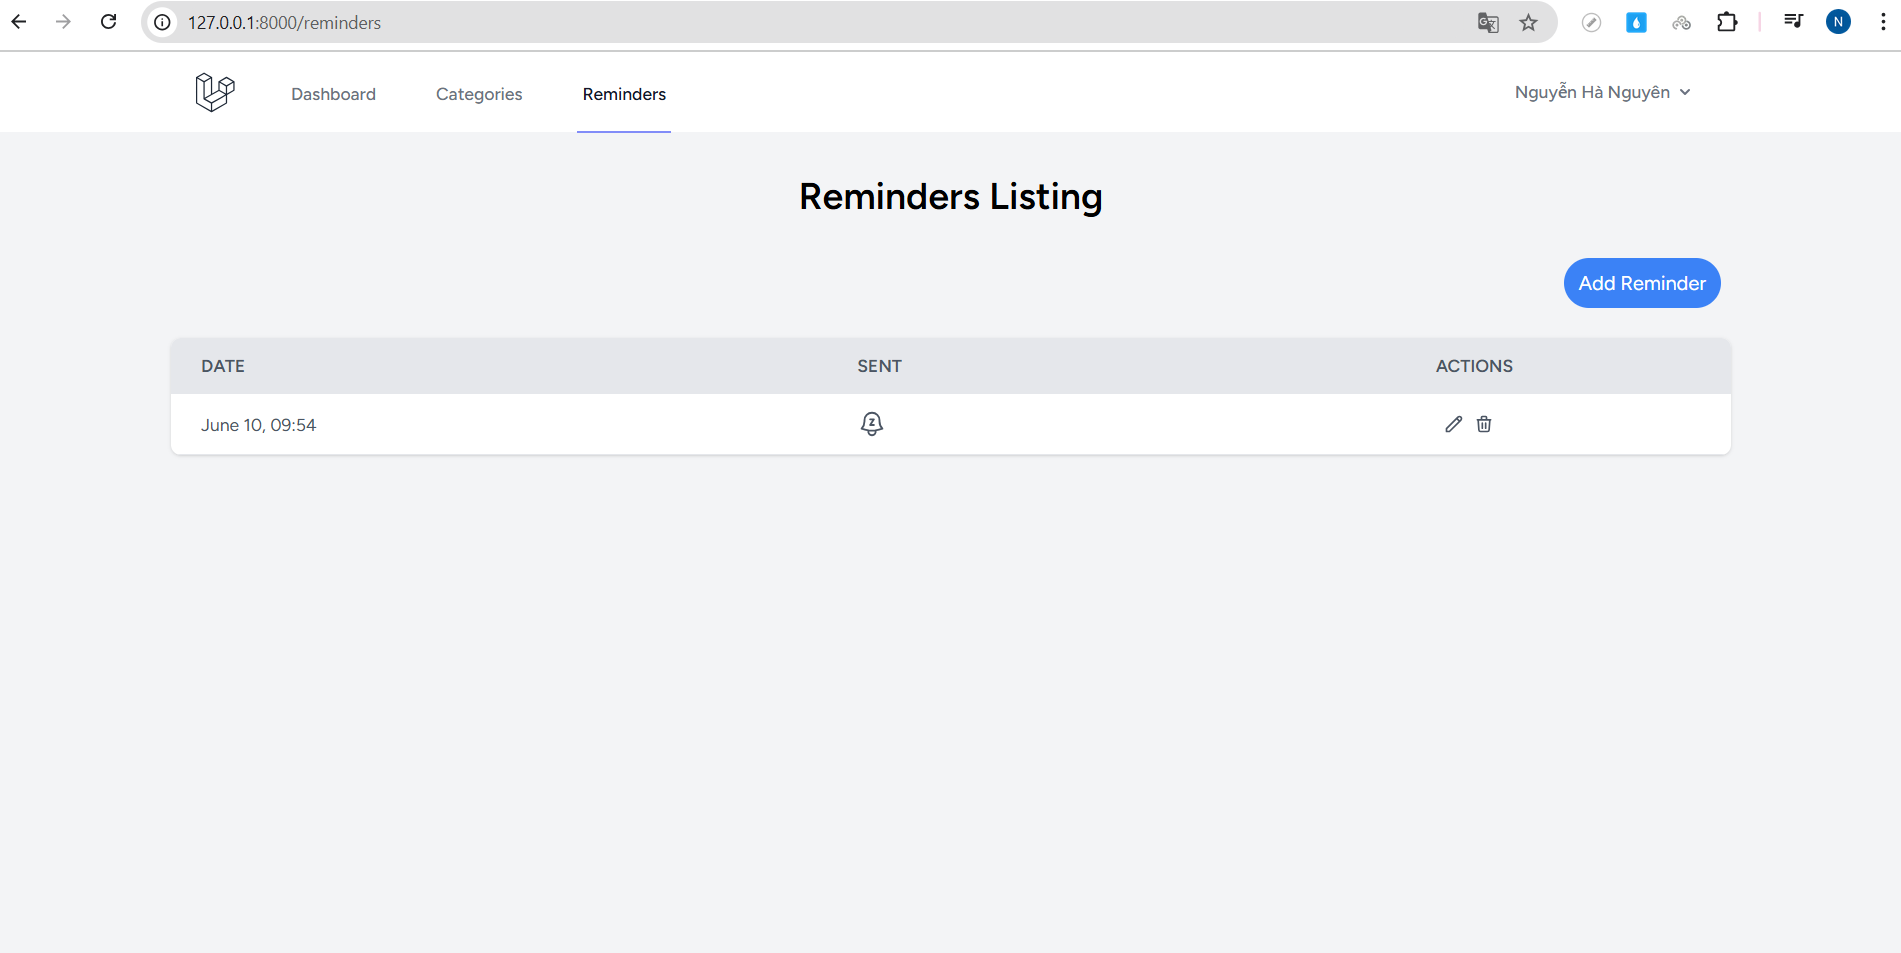 127.0.0.1:8000/reminders
N
Dashboard Categories Reminders Nguyễn Hà Nguyên
Reminders Listing
Add Reminder
DATE SENT ACTIONS
June 10, 09:54